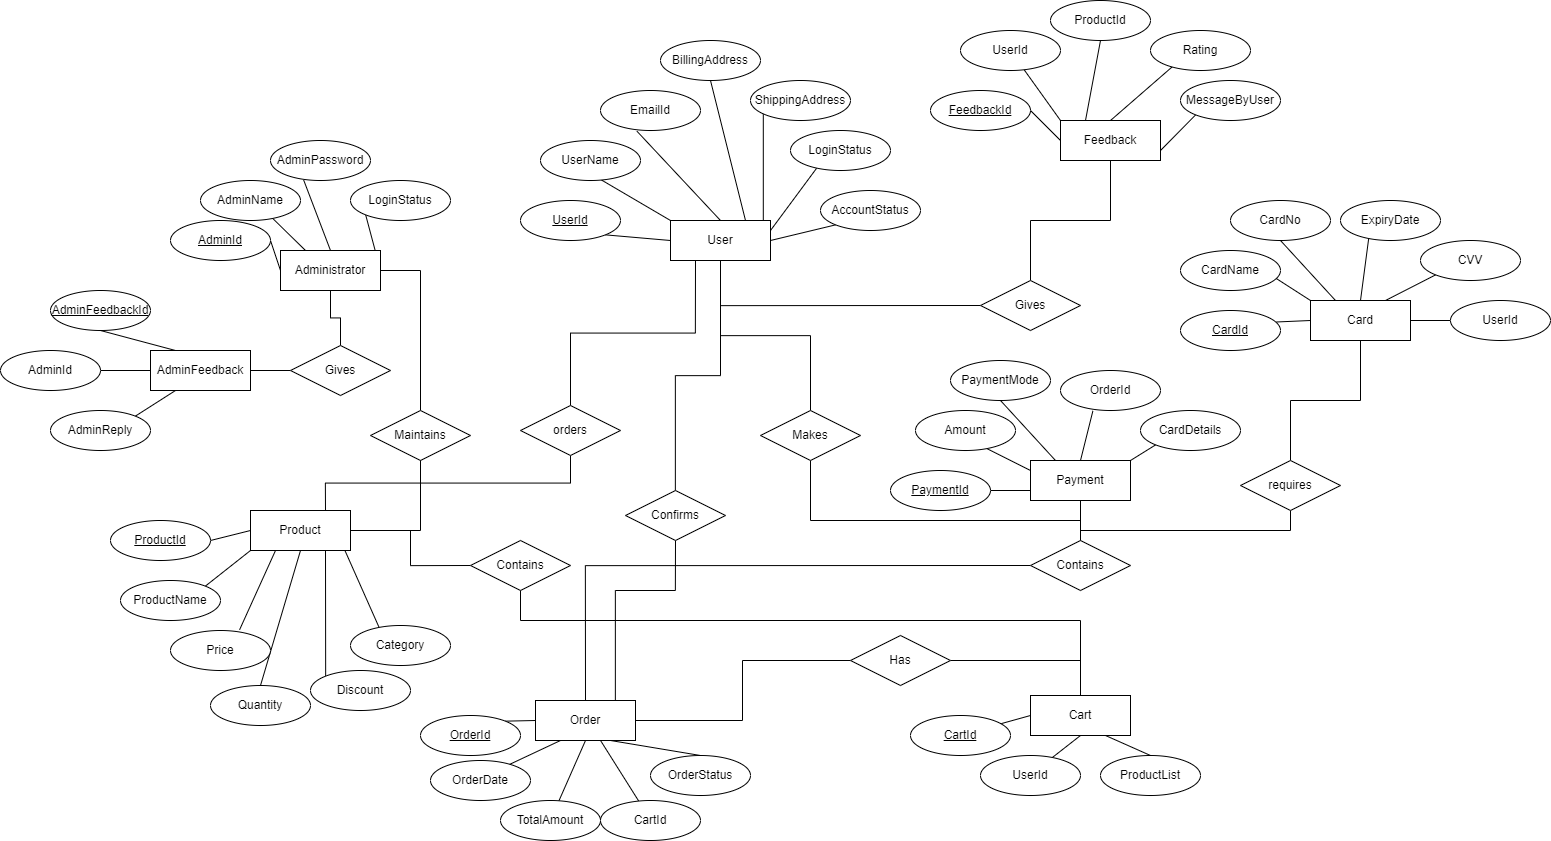 ProductId
UserId
Rating
BillingAddress
FeedbackId
MessageByUser
EmailId
ShippingAddress
Feedback
LoginStatus
UserName
AdminPassword
AdminName
LoginStatus
UserId
AccountStatus
CardNo
ExpiryDate
AdminId
User
Administrator
CardName
CVV
AdminFeedbackId
Gives
CardId
Card
UserId
AdminId
AdminFeedback
Gives
PaymentMode
OrderId
AdminReply
Maintains
orders
Makes
Amount
CardDetails
PaymentId
Payment
requires
Confirms
ProductId
Product
Contains
Contains
ProductName
Price
Category
Has
Quantity
Discount
OrderId
Order
CartId
Cart
OrderDate
OrderStatus
UserId
ProductList
TotalAmount
CartId